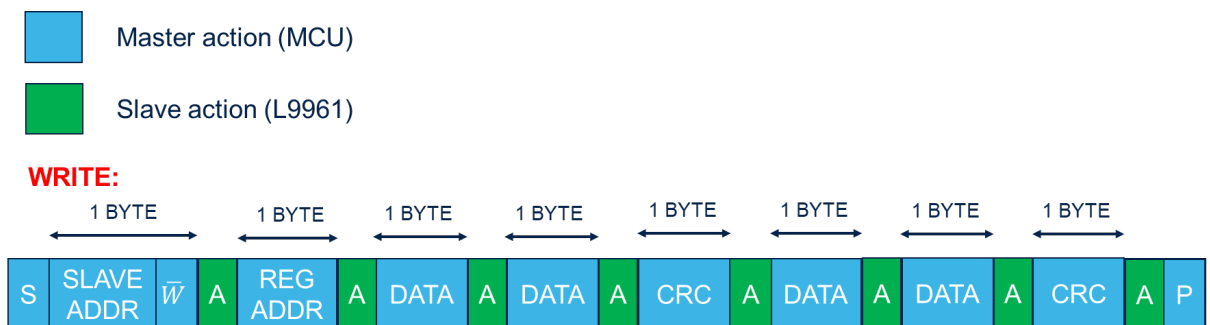 Master action (MCU)
Slave action (L9961)
WRITE:
1 BYTE 1 BYTE 1 BYTE 1 BYTE 1 BYTE 1 BYTE 1 BYTE 1 BYTE
S SLAVE ADDR W̅ A REG ADDR A DATA A DATA A CRC A DATA A DATA A CRC A P